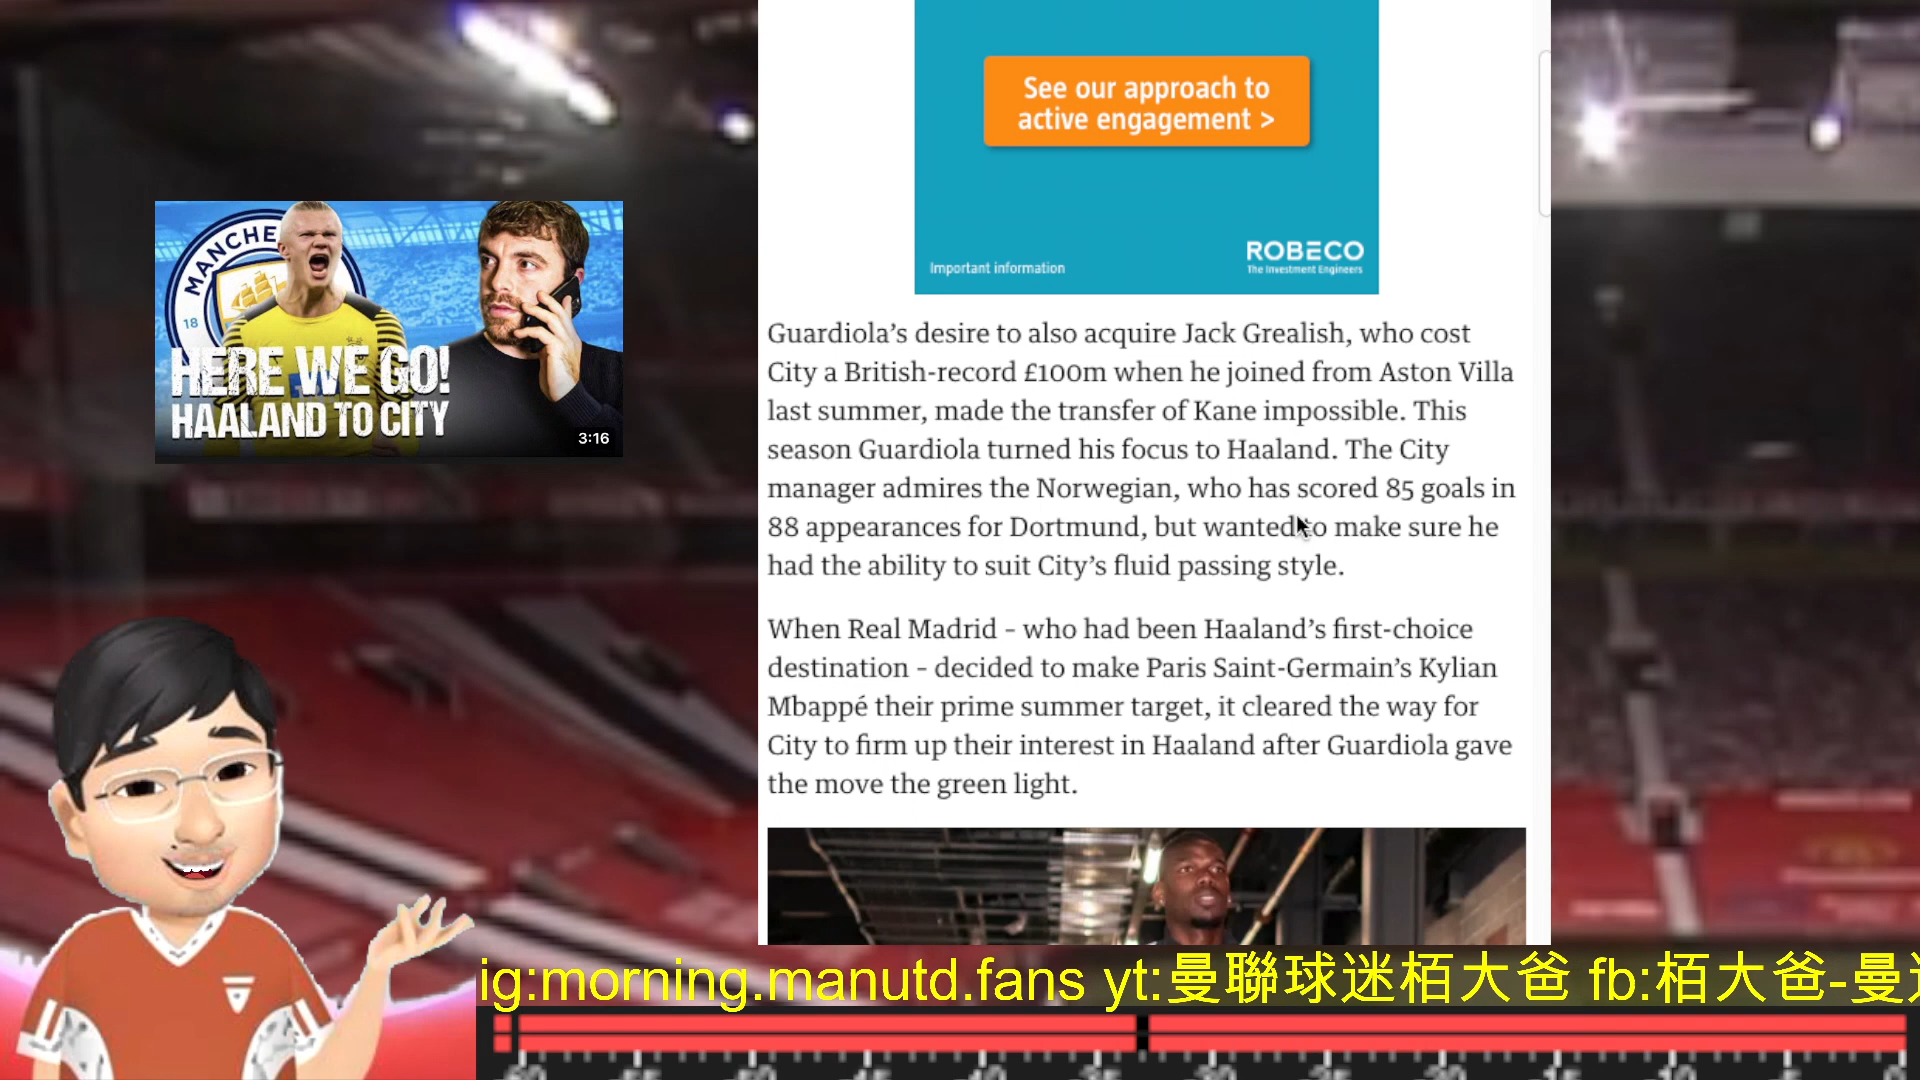 See our approach to
active engagement >
Important information
ROBECO
The Investment Engineers
MANCHE
18
HERE WE GO!
HAALAND TO CITY
3:16
Guardiola’s desire to also acquire Jack Grealish, who cost
City a British-record £100m when he joined from Aston Villa
last summer, made the transfer of Kane impossible. This
season Guardiola turned his focus to Haaland. The City
manager admires the Norwegian, who has scored 85 goals in
88 appearances for Dortmund, but wanted to make sure he
had the ability to suit City’s fluid passing style.
When Real Madrid – who had been Haaland’s first-choice
destination – decided to make Paris Saint-Germain’s Kylian
Mbappé their prime summer target, it cleared the way for
City to firm up their interest in Haaland after Guardiola gave
the move the green light.
ig:morning.manutd.fans yt:曼聯球迷栢大爸 fb:栢大爸-曼